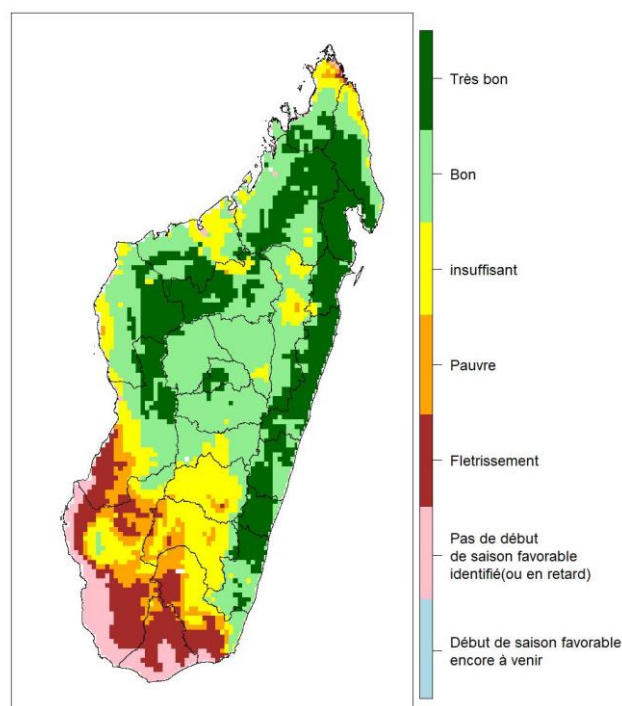 Très bon
Bon
insuffisant
Pauvre
Fletrissement
Pas de début
de saison favorable
identifié(ou en retard)
Début de saison favorable
encore à venir